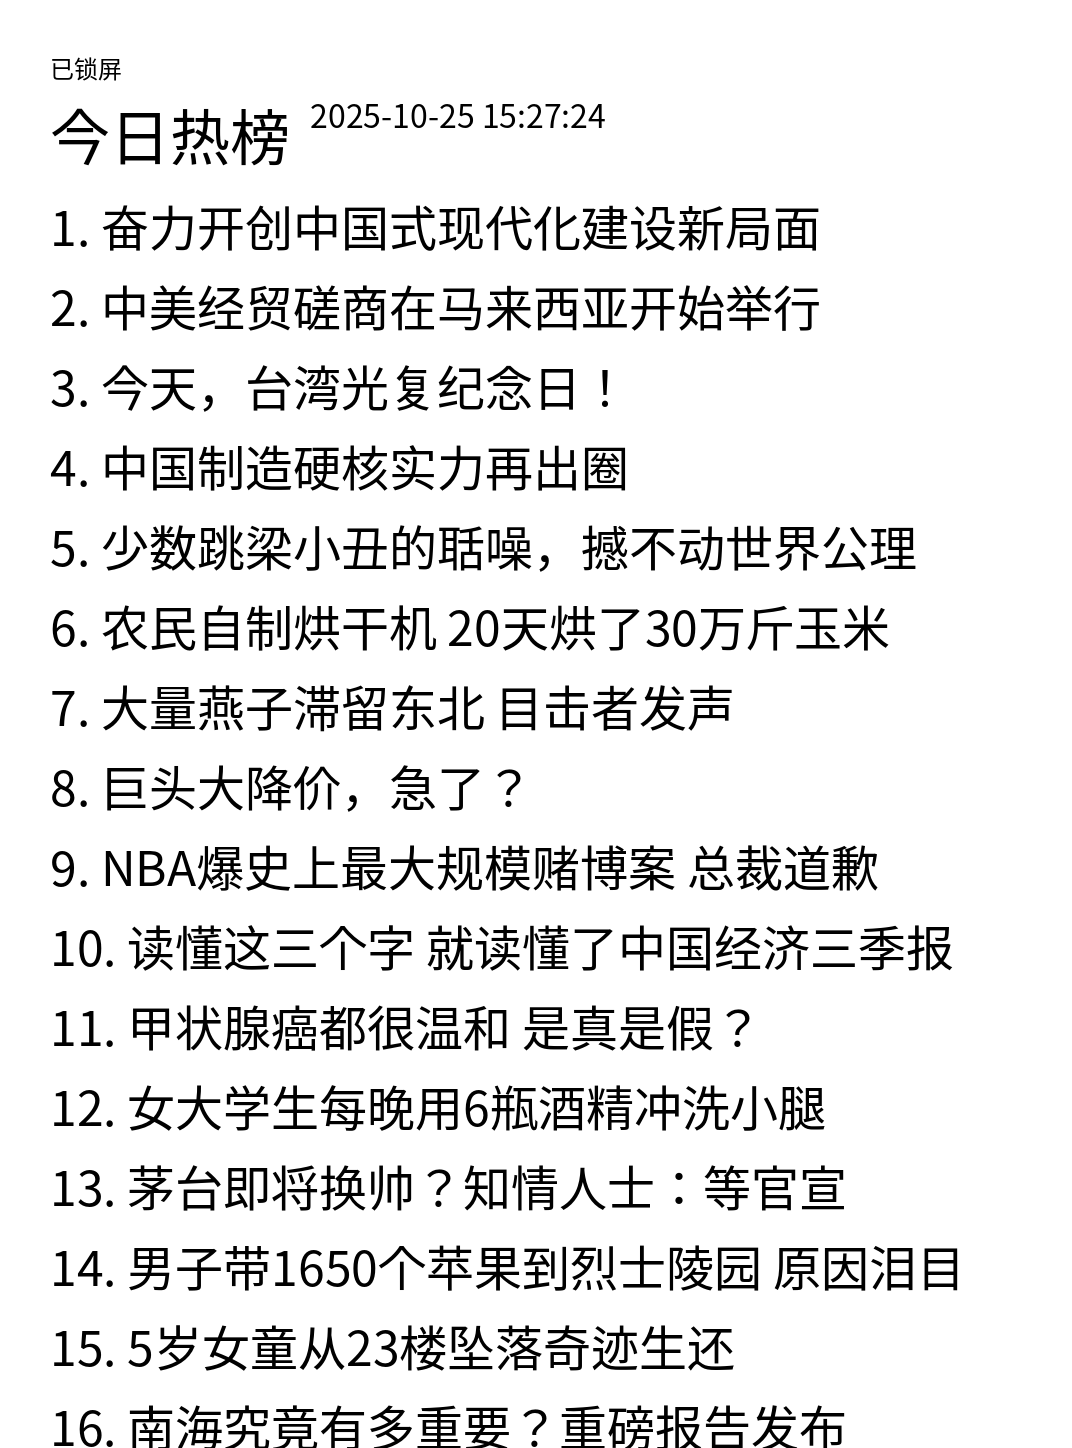 已锁屏
今日热榜 2025-10-25 15:27:24
1. 奋力开创中国式现代化建设新局面
2. 中美经贸磋商在马来西亚开始举行
3. 今天，台湾光复纪念日！
4. 中国制造硬核实力再出圈
5. 少数跳梁小丑的聒噪，撼不动世界公理
6. 农民自制烘干机 20天烘了30万斤玉米
7. 大量燕子滞留东北 目击者发声
8. 巨头大降价，急了？
9. NBA爆史上最大规模赌博案 总裁道歉
10. 读懂这三个字 就读懂了中国经济三季报
11. 甲状腺癌都很温和 是真是假？
12. 女大学生每晚用6瓶酒精冲洗小腿
13. 茅台即将换帅？知情人士：等官宣
14. 男子带1650个苹果到烈士陵园 原因泪目
15. 5岁女童从23楼坠落奇迹生还
16. 南海究竟有多重要？重磅报告发布